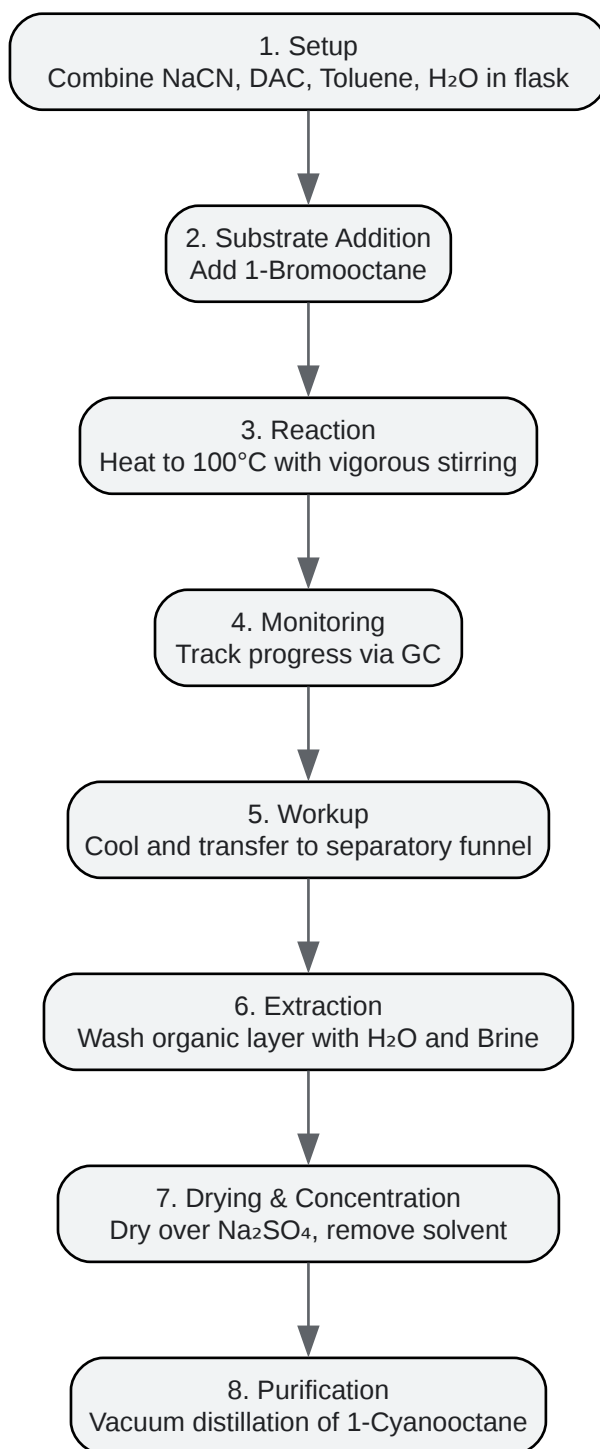 1. Setup
Combine NaCN, DAC, Toluene, H₂O in flask
2. Substrate Addition
Add 1-Bromooctane
3. Reaction
Heat to 100°C with vigorous stirring
4. Monitoring
Track progress via GC
5. Workup
Cool and transfer to separatory funnel
6. Extraction
Wash organic layer with H₂O and Brine
7. Drying & Concentration
Dry over Na₂SO₄, remove solvent
8. Purification
Vacuum distillation of 1-Cyanooctane